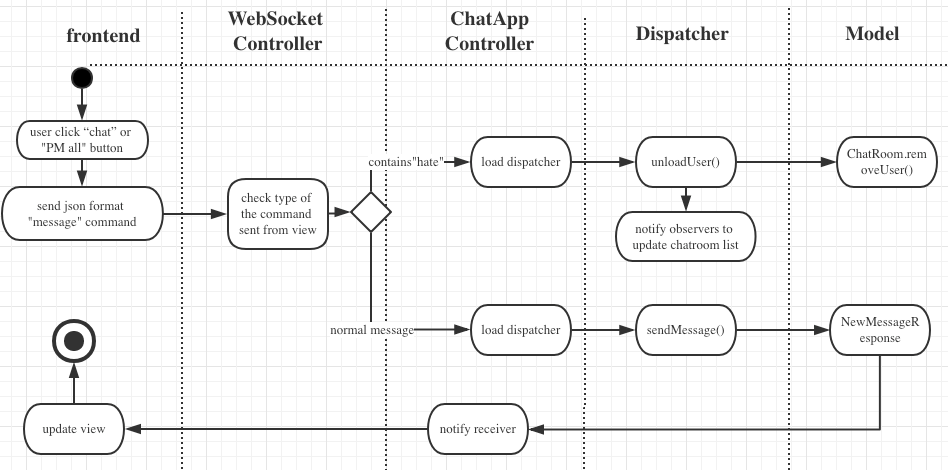 frontend
WebSocket
Controller
ChatApp
Controller
Dispatcher
Model
user click “chat” or
"PM all" button
send json format
"message" command
check type of
the command
sent from view
contains"hate"
load dispatcher
unloadUser()
ChatRoom.rem
oveUser()
notify observers to
update chatroom list
normal message
load dispatcher
sendMessage()
NewMessageR
esponse
update view
notify receiver